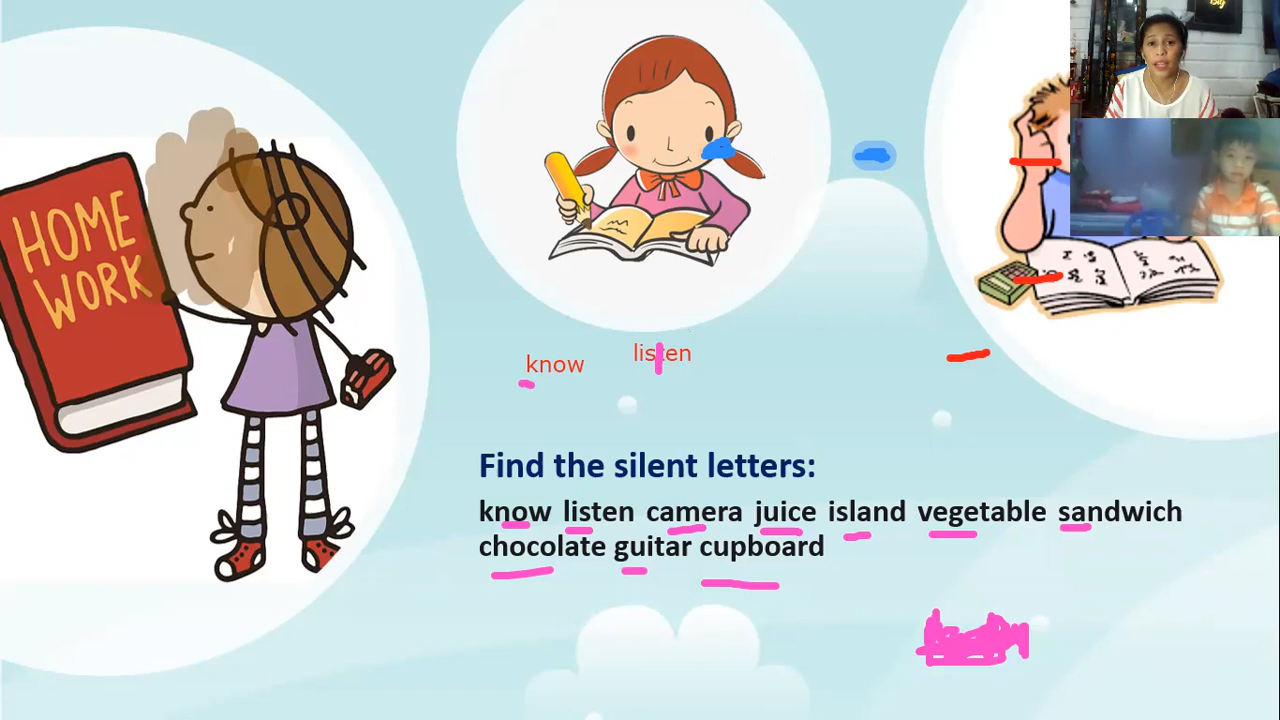 HOME
WORK
know
listen
Find the silent letters:
know listen camera juice island vegetable sandwich
chocolate guitar cupboard